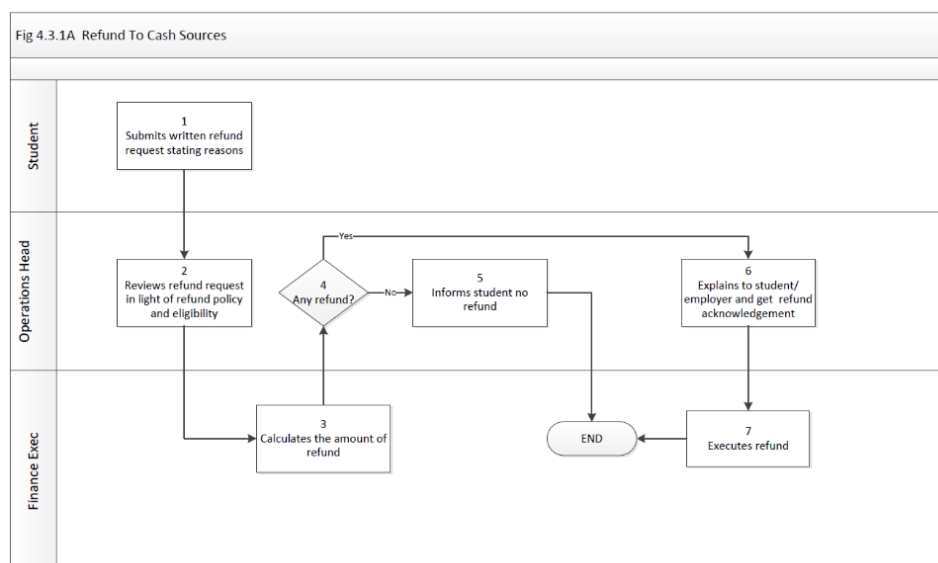 Fig 4.3.1A  Refund To Cash Sources
Student
1
Submits written refund
request stating reasons
Operations Head
2
Reviews refund request
in light of refund policy
and eligibility
4
Any refund?
Yes
No
5
Informs student no
refund
6
Explains to student/
employer and get  refund
acknowledgement
Finance Exec
3
Calculates the amount of
refund
END
7
Executes refund